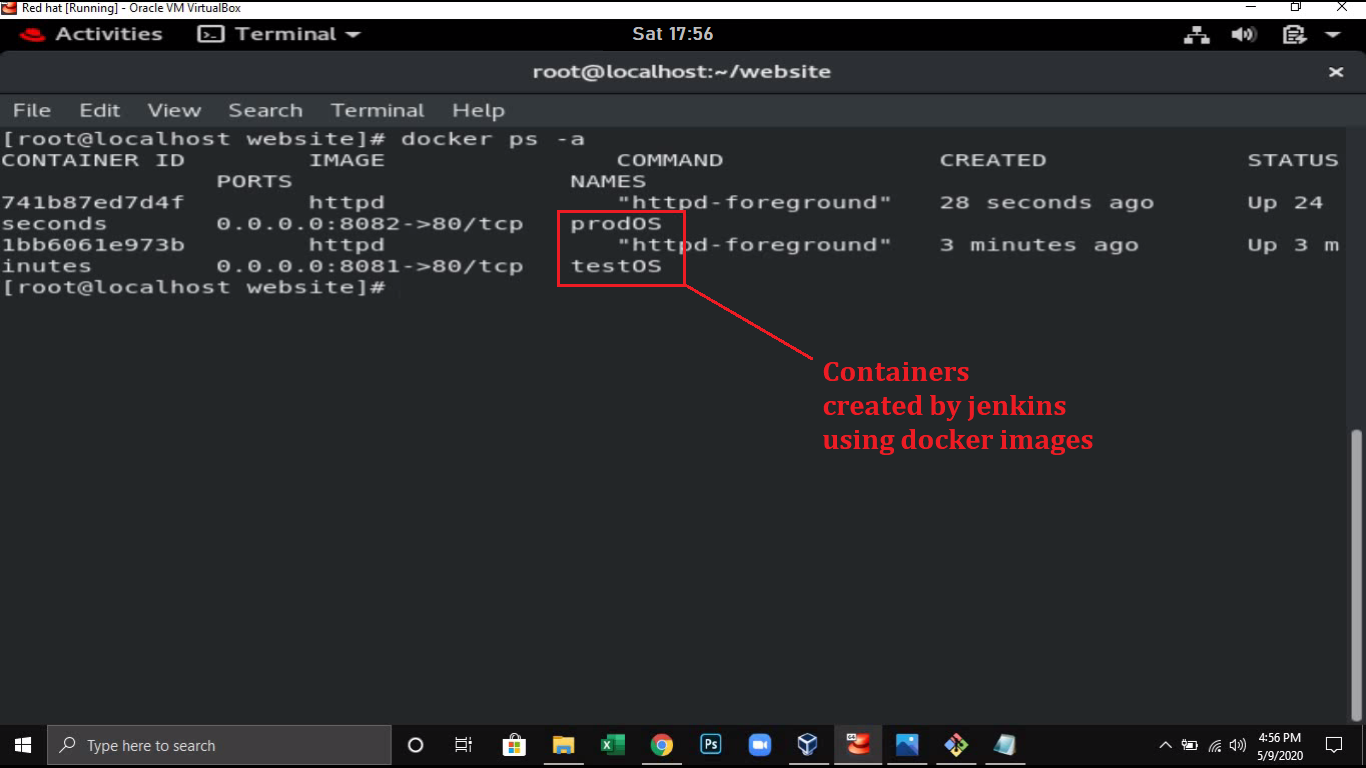 Red hat [Running] - Oracle VM VirtualBox
Activities Terminal Sat 17:56
root@localhost:~/website
File Edit View Search Terminal Help
[root@localhost website]# docker ps -a
CONTAINER ID IMAGE COMMAND CREATED STATUS
PORTS NAMES
741b87ed7d4f httpd "httpd-foreground" 28 seconds ago Up 24
seconds 0.0.0.0:8082->80/tcp prodOS
1bb6061e973b httpd "httpd-foreground" 3 minutes ago Up 3 m
inutes 0.0.0.0:8081->80/tcp testOS
[root@localhost website]#
Containers
created by jenkins
using docker images
Type here to search
Ps
4:56 PM
5/9/2020